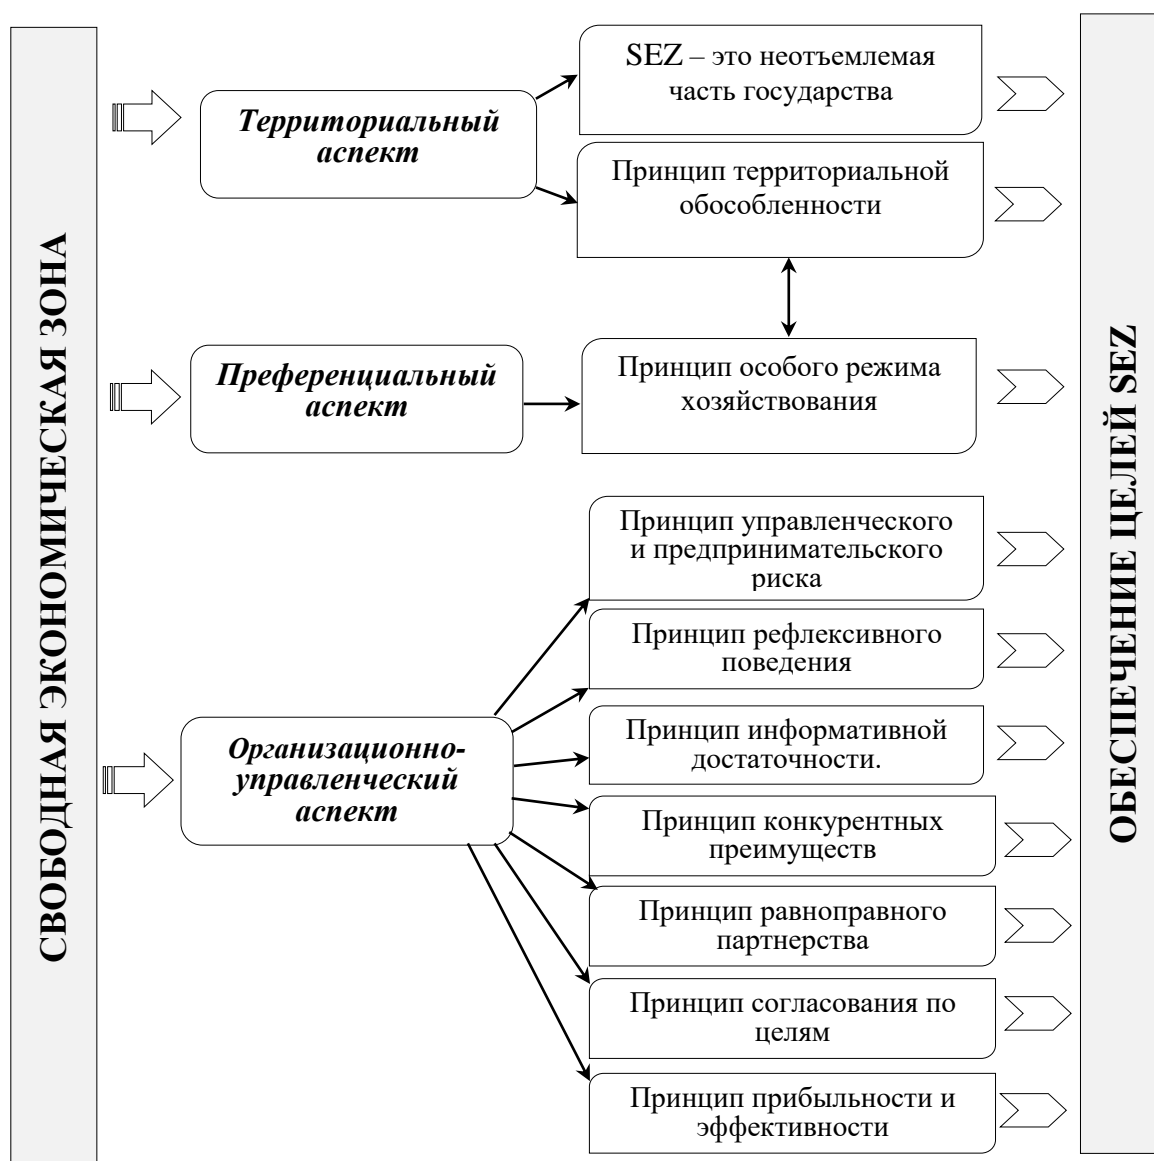 СВОБОДНАЯ ЭКОНОМИЧЕСКАЯ ЗОНА
Территориальный
аспект
SEZ – это неотъемлемая
часть государства
Принцип территориальной
обособленности
Преференциальный
аспект
Принцип особого режима
хозяйствования
Организационно-
управленческий
аспект
Принцип управленческого
и предпринимательского
риска
Принцип рефлексивного
поведения
Принцип информативной
достаточности.
Принцип конкурентных
преимуществ
Принцип равноправного
партнерства
Принцип согласования по
целям
Принцип прибыльности и
эффективности
ОБЕСПЕЧЕНИЕ ЦЕЛЕЙ SEZ